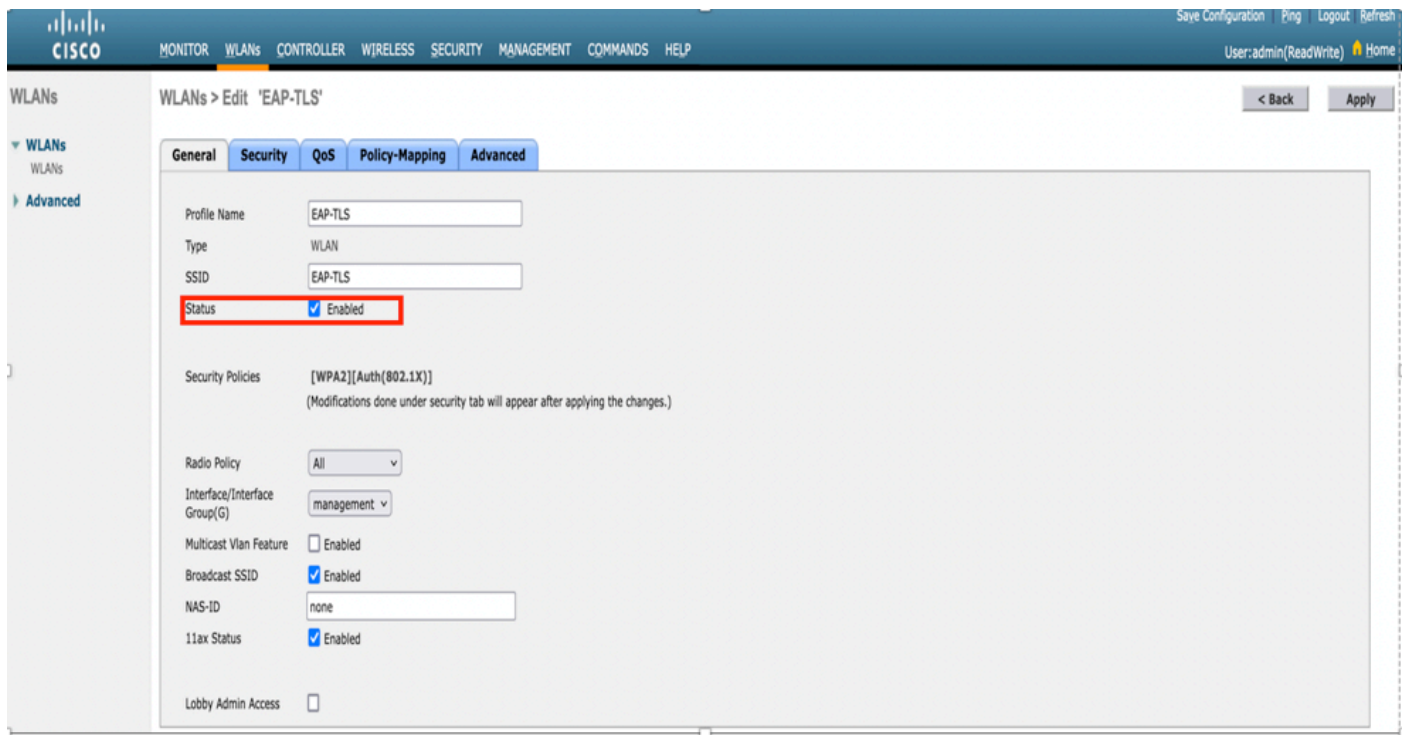 Save Configuration Ping Logout Refresh
CISCO MONITOR WLANs CONTROLLER WIRELESS SECURITY MANAGEMENT COMMANDS HELP User:admin(ReadWrite) Home
WLANs WLANs > Edit 'EAP-TLS' < Back Apply
WLANs
WLANs
Advanced
General Security QoS Policy-Mapping Advanced
Profile Name EAP-TLS
Type WLAN
SSID EAP-TLS
Status Enabled
Security Policies [WPA2][Auth(802.1X)]
(Modifications done under security tab will appear after applying the changes.)
Radio Policy All
Interface/Interface
Group(G) management
Multicast Vlan Feature Enabled
Broadcast SSID Enabled
NAS-ID none
11ax Status Enabled
Lobby Admin Access